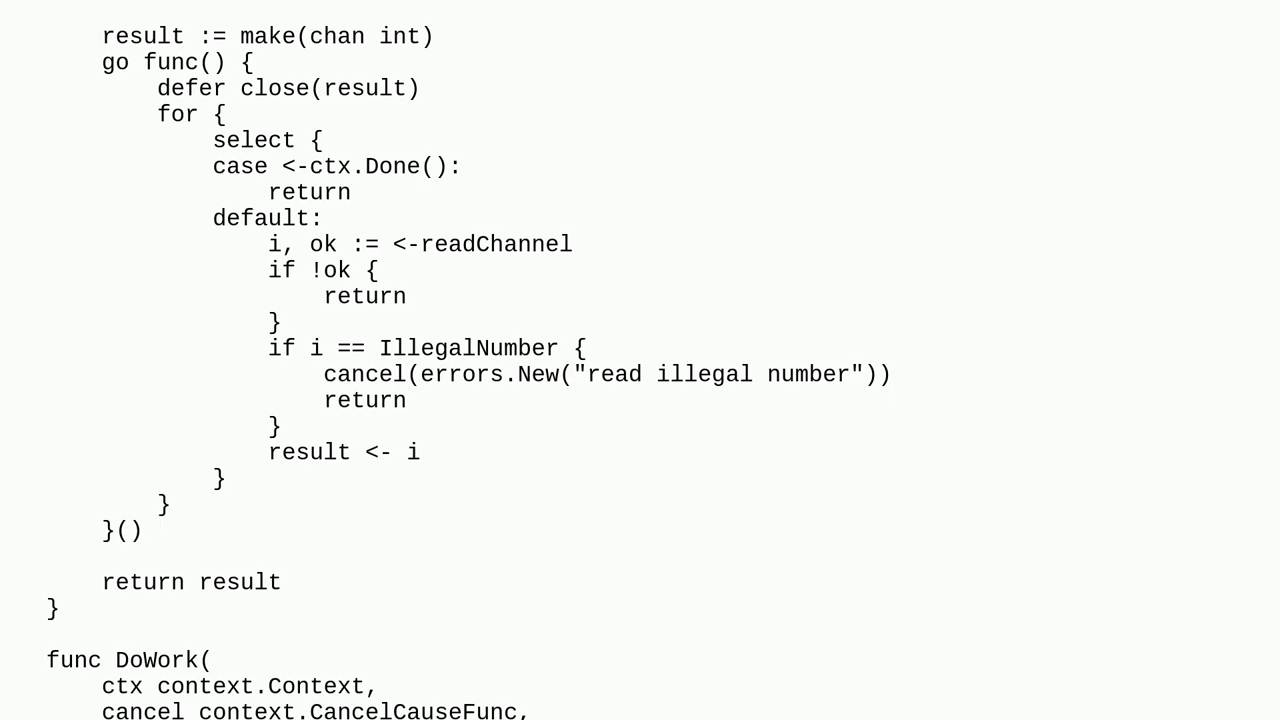 result := make(chan int)
go func() {
defer close(result)
for {
select {
case <-ctx.Done():
return
default:
i, ok := <-readChannel
if !ok {
return
}
if i == IllegalNumber {
cancel(errors.New("read illegal number"))
return
}
result <- i
}
}
}()
return result
}
func DoWork(
ctx context.Context,
cancel context.CancelCauseFunc,